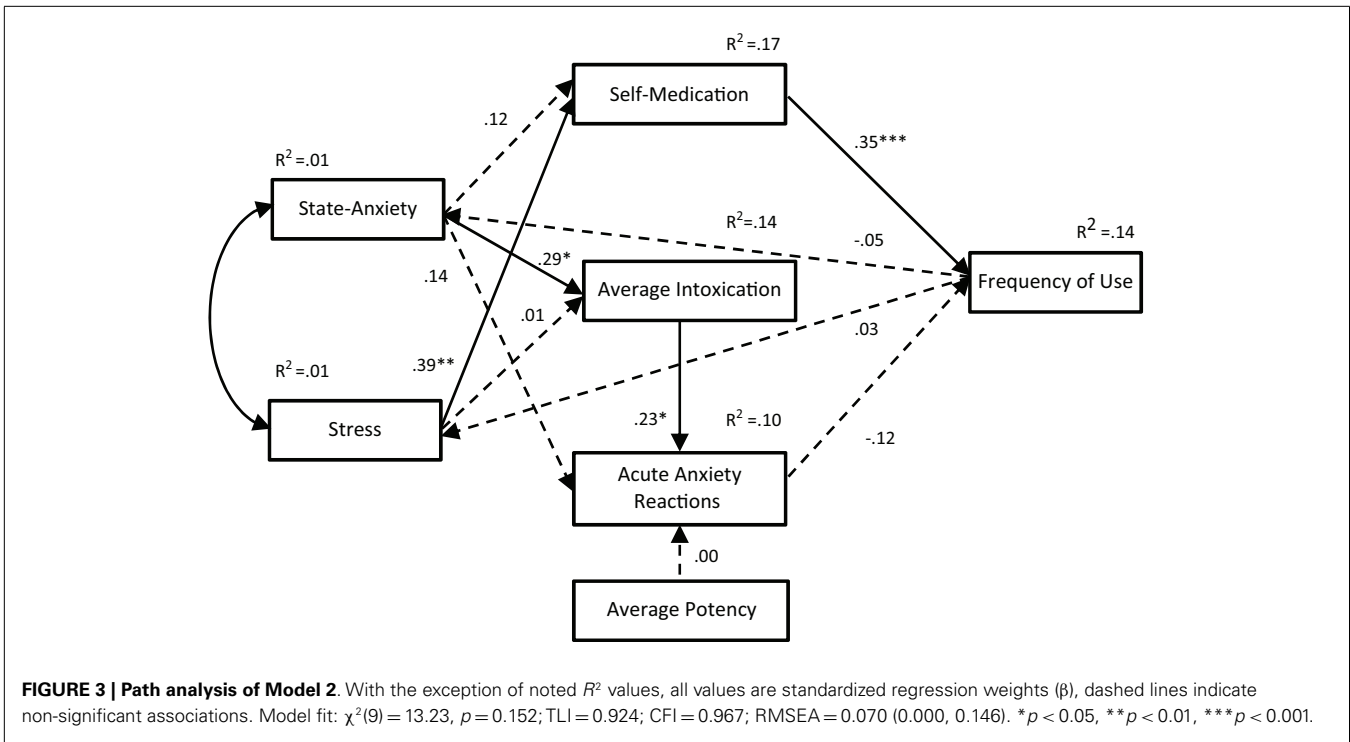 R² =.17
Self-Medication
.12
.35***
R² =.01
State-Anxiety
R²=.14
-.05
R² =.14
.29*
.14
Average Intoxication
Frequency of Use
.01
.03
.39**
R² =.01
Stress
.23*
R² =.10
-.12
Acute Anxiety
Reactions
.00
Average Potency
FIGURE 3 | Path analysis of Model 2. With the exception of noted R² values, all values are standardized regression weights (β), dashed lines indicate
non-significant associations. Model fit: χ²(9) = 13.23, p = 0.152; TLI = 0.924; CFI = 0.967; RMSEA = 0.070 (0.000, 0.146). *p < 0.05, **p < 0.01, ***p < 0.001.